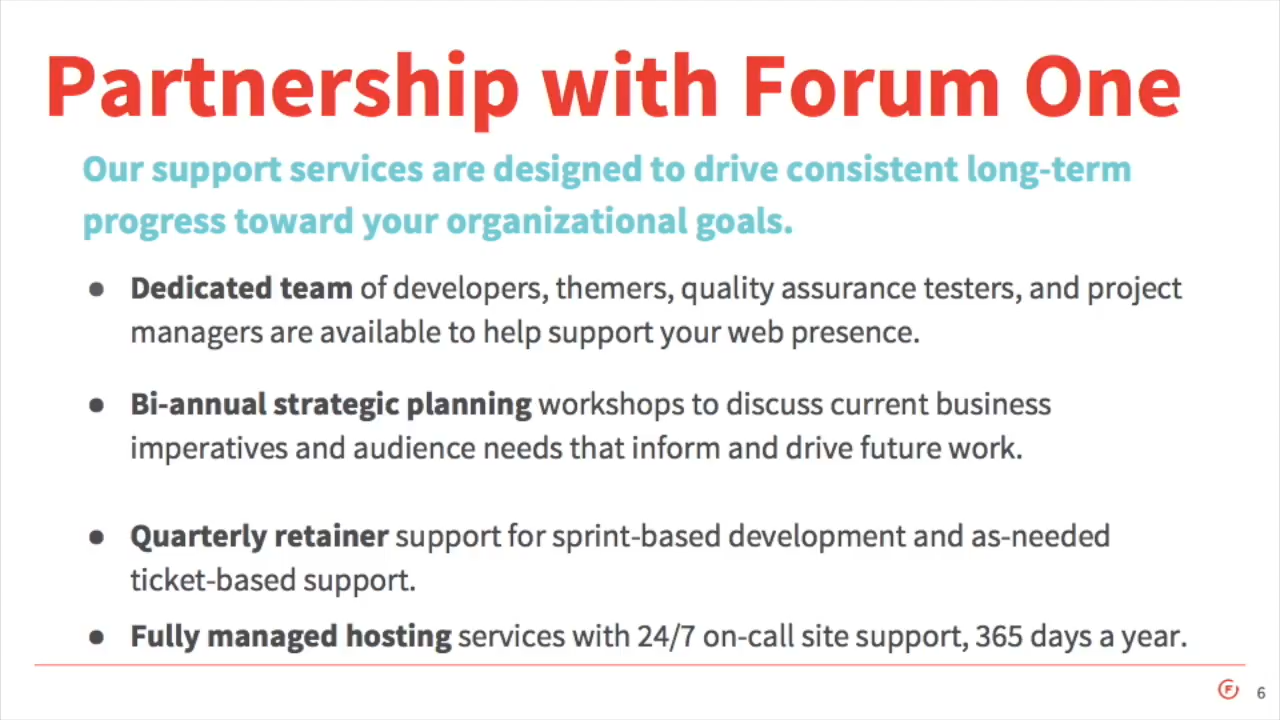 Partnership with Forum One
Our support services are designed to drive consistent long-term
progress toward your organizational goals.
● Dedicated team of developers, themers, quality assurance testers, and project
managers are available to help support your web presence.
● Bi-annual strategic planning workshops to discuss current business
imperatives and audience needs that inform and drive future work.
● Quarterly retainer support for sprint-based development and as-needed
ticket-based support.
● Fully managed hosting services with 24/7 on-call site support, 365 days a year.
F
6